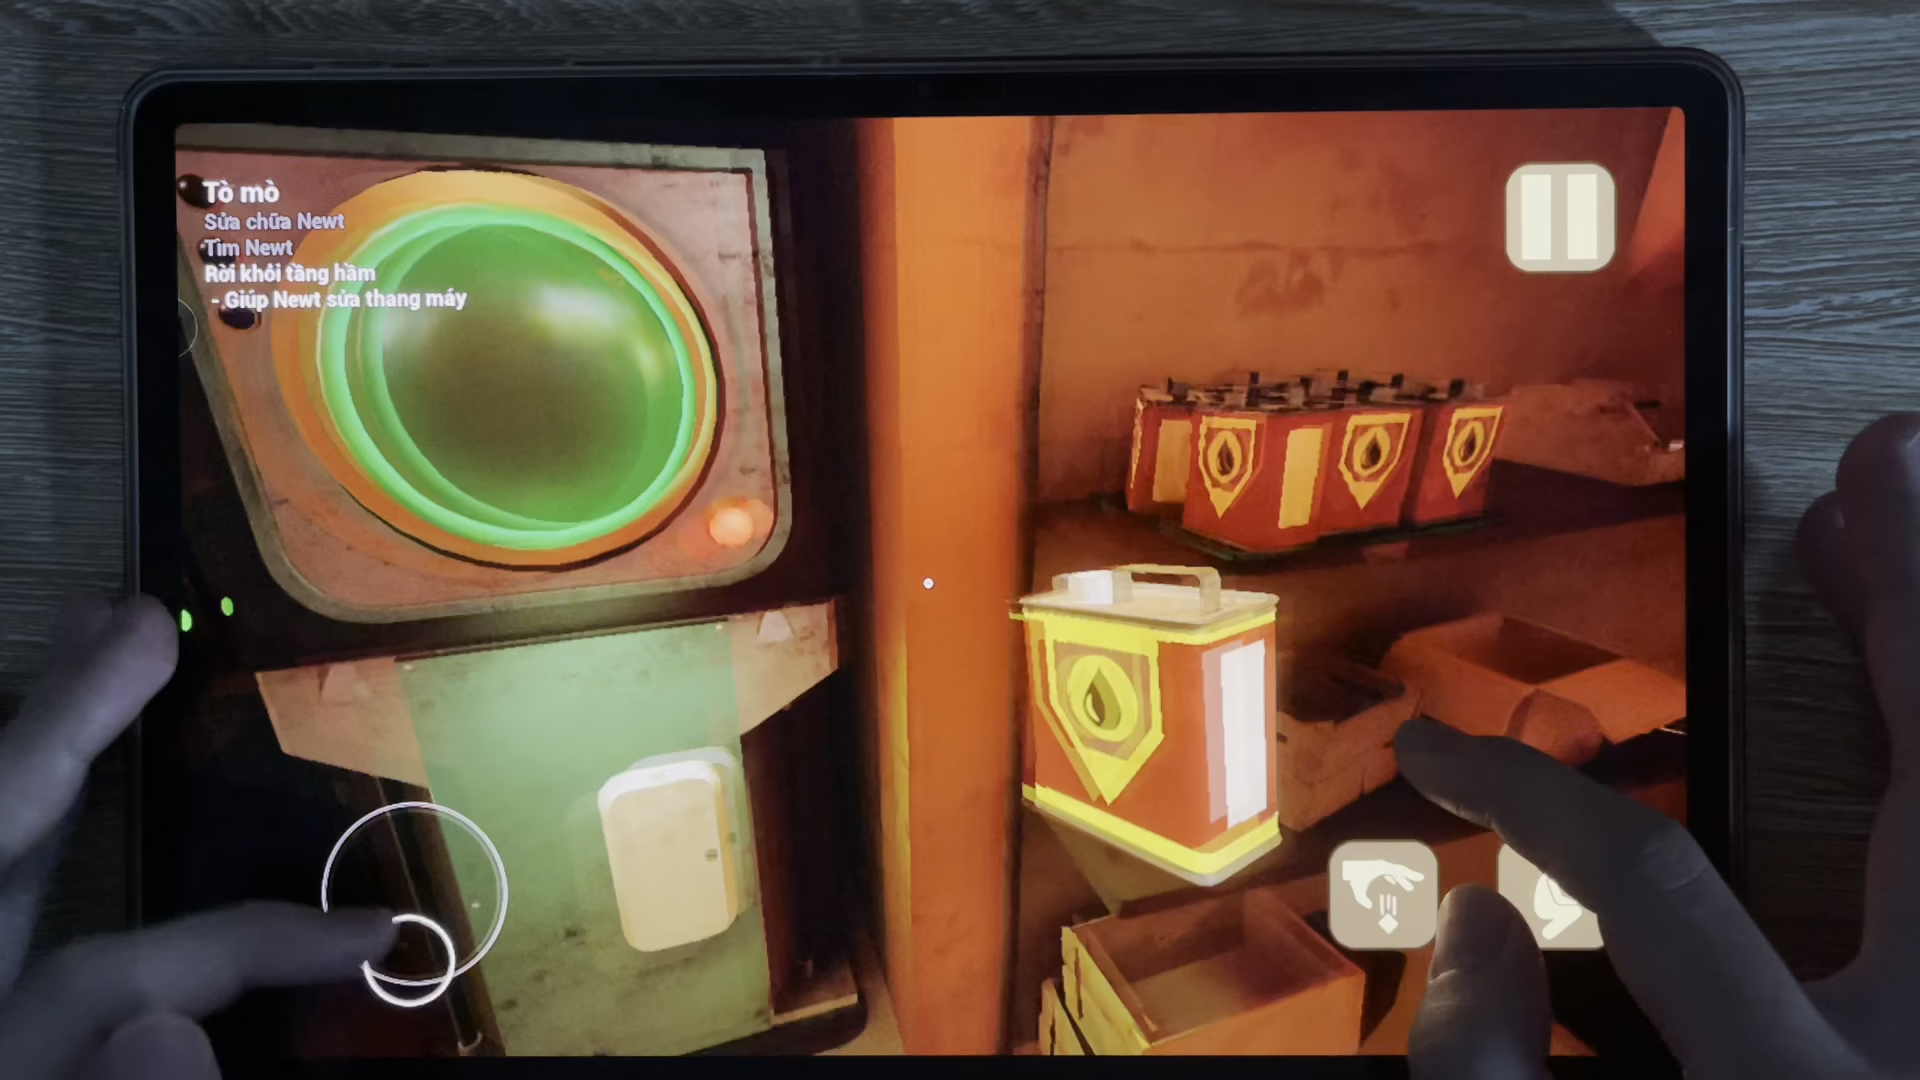 Tò mò
Sửa chữa Newt
Tìm Newt
Rời khỏi tầng hầm
- Giúp Newt sửa thang máy